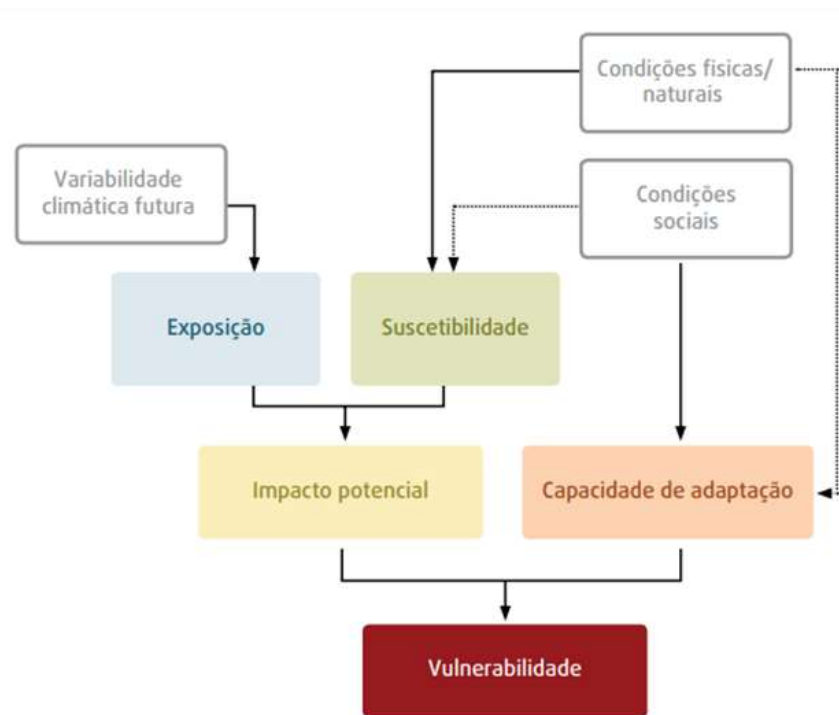 Condições fisicas/
naturais
Variabilidade
climática futura
Condições
sociais
Exposição
Suscetibilidade
Impacto potencial
Capacidade de adaptação
Vulnerabilidade